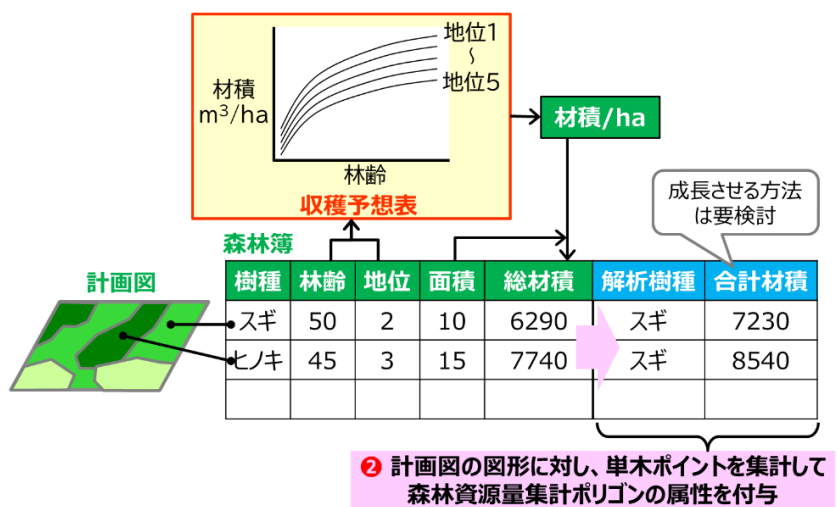 地位1
~
地位5
材積
m³/ha
林齢
収穫予想表
材積/ha
成長させる方法
は要検討
森林簿
計画図
樹種 林齢 地位 面積 総材積 解析樹種 合計材積
スギ 50 2 10 6290 スギ 7230
ヒノキ 45 3 15 7740 スギ 8540
❷ 計画図の図形に対し、単木ポイントを集計して
森林資源量集計ポリゴンの属性を付与